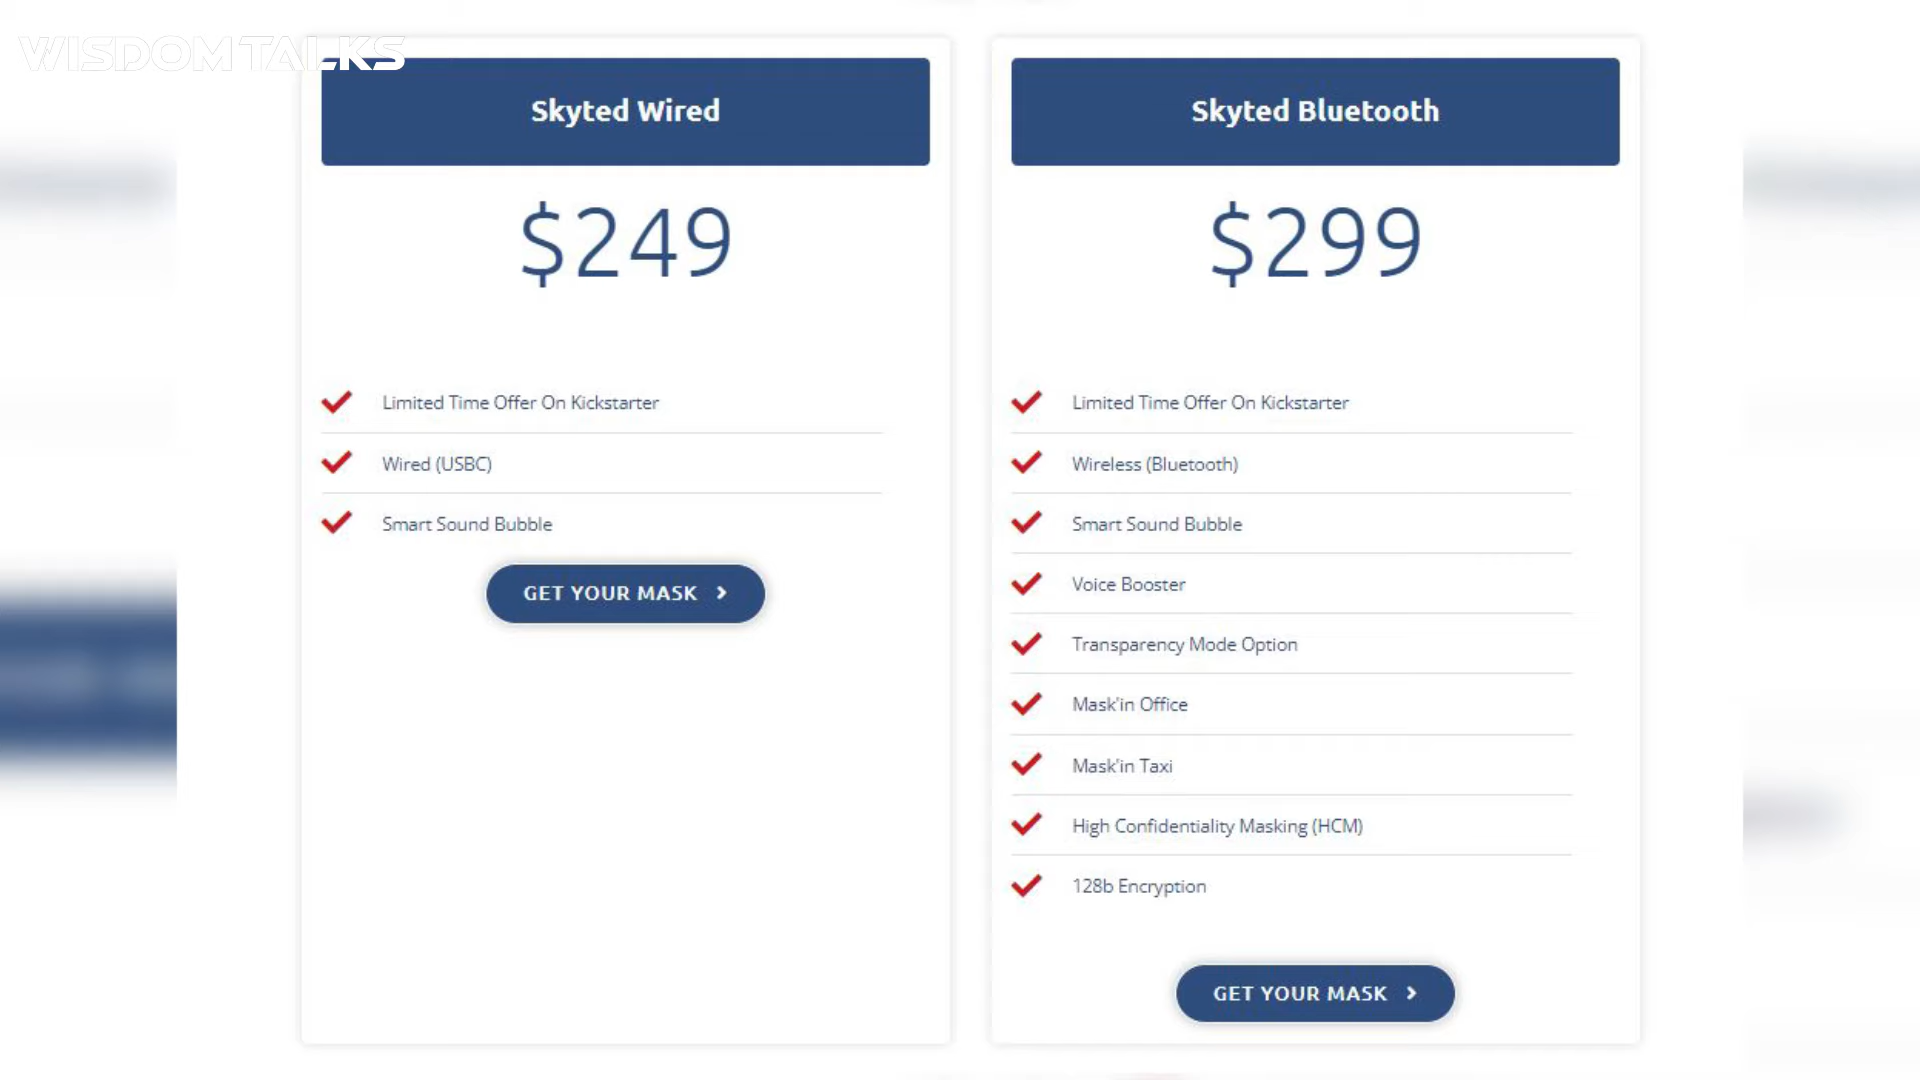 WISDOM TALKS
Skyted Wired
$249
Limited Time Offer On Kickstarter
Wired (USBC)
Smart Sound Bubble
GET YOUR MASK
Skyted Bluetooth
$299
Limited Time Offer On Kickstarter
Wireless (Bluetooth)
Smart Sound Bubble
Voice Booster
Transparency Mode Option
Mask'in Office
Mask'in Taxi
High Confidentiality Masking (HCM)
128b Encryption
GET YOUR MASK